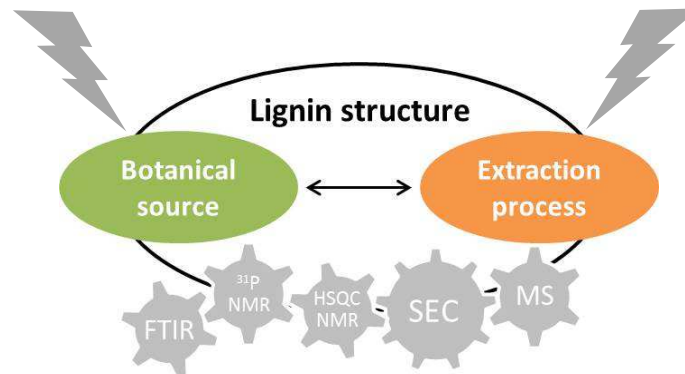 Lignin structure
Botanical
source
Extraction
process
FTIR
³¹P
NMR
HSQC
NMR
SEC
MS